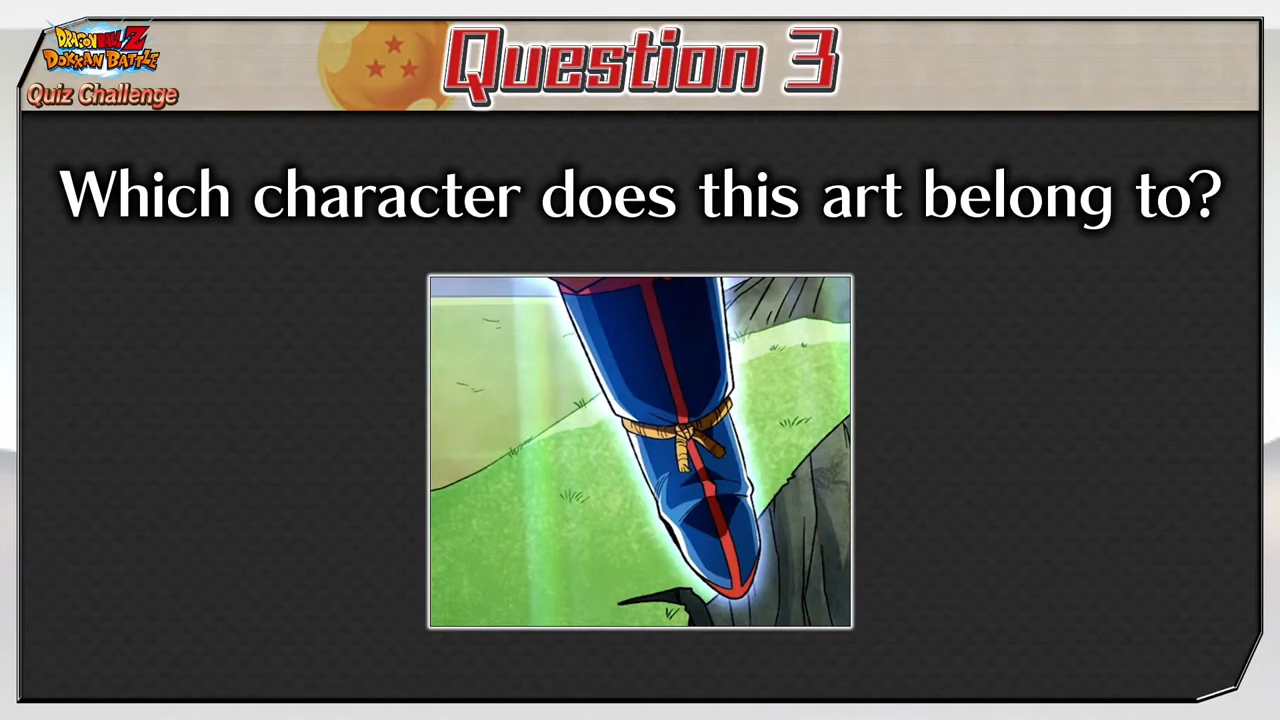 DRAGON BALL Z
DOKKAN BATTLE
Quiz Challenge
Question 3
Which character does this art belong to?